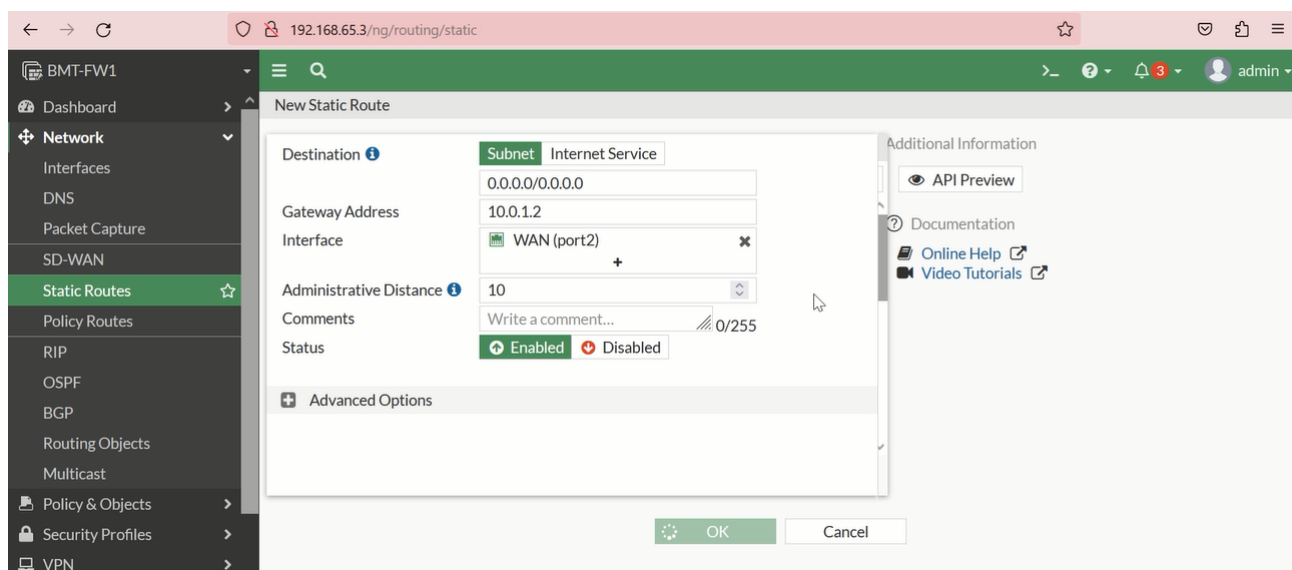 192.168.65.3/ng/routing/static
BMT-FW1
>_
3
admin
Dashboard
Network
Interfaces
DNS
Packet Capture
SD-WAN
Static Routes
Policy Routes
RIP
OSPF
BGP
Routing Objects
Multicast
Policy & Objects
Security Profiles
VPN
New Static Route
Destination
Subnet Internet Service
0.0.0.0/0.0.0.0
Gateway Address 10.0.1.2
Interface WAN (port2)
+
Administrative Distance 10
Comments Write a comment... 0/255
Status Enabled Disabled
Advanced Options
OK Cancel
Additional Information
API Preview
Documentation
Online Help
Video Tutorials